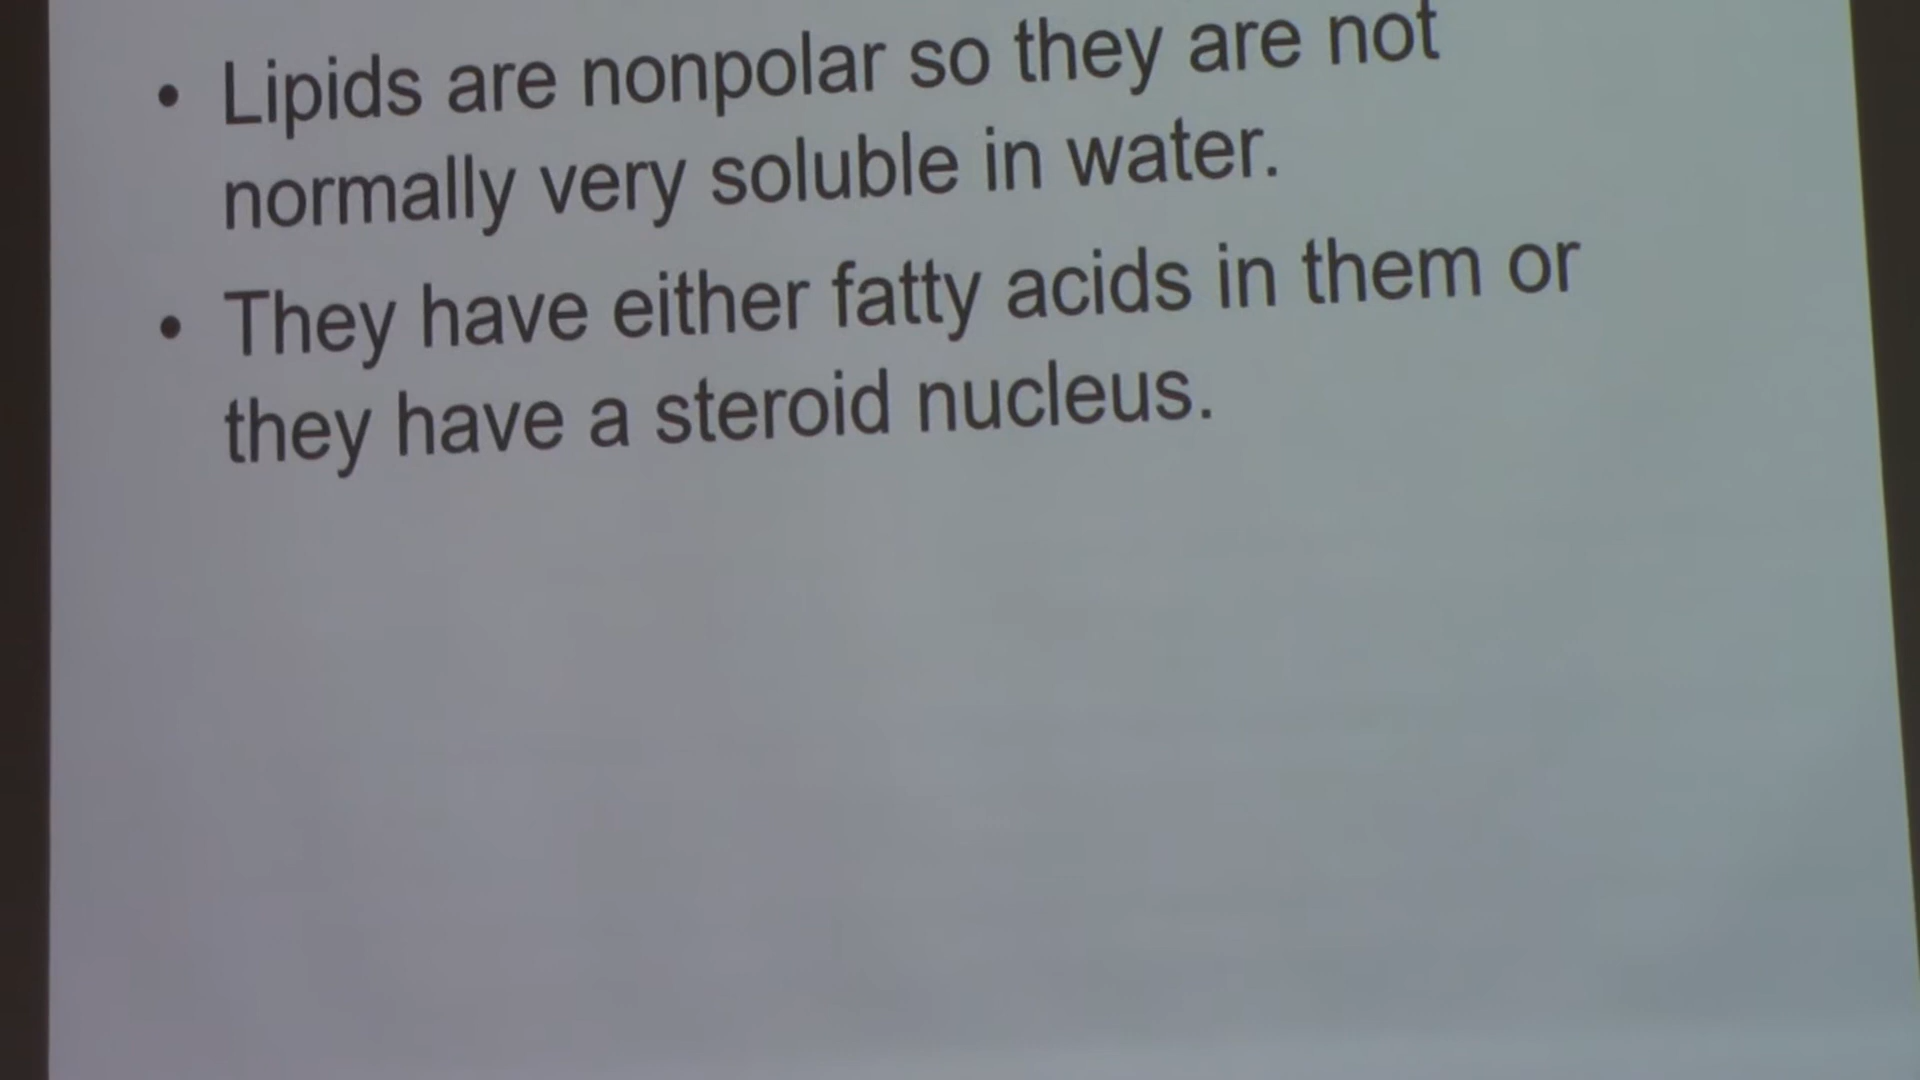 • Lipids are nonpolar so they are not
normally very soluble in water.
• They have either fatty acids in them or
they have a steroid nucleus.